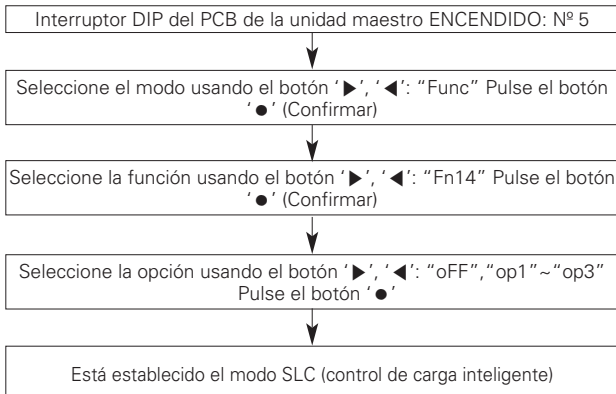 Interruptor DIP del PCB de la unidad maestro ENCENDIDO: Nº 5
Seleccione el modo usando el botón ‘▶’, ‘◀’: “Func” Pulse el botón
‘●’ (Confirmar)
Seleccione la función usando el botón ‘▶’, ‘◀’: “Fn14” Pulse el botón
‘●’ (Confirmar)
Seleccione la opción usando el botón ‘▶’, ‘◀’: “oFF”,“op1”~“op3”
Pulse el botón ‘●’
Está establecido el modo SLC (control de carga inteligente)